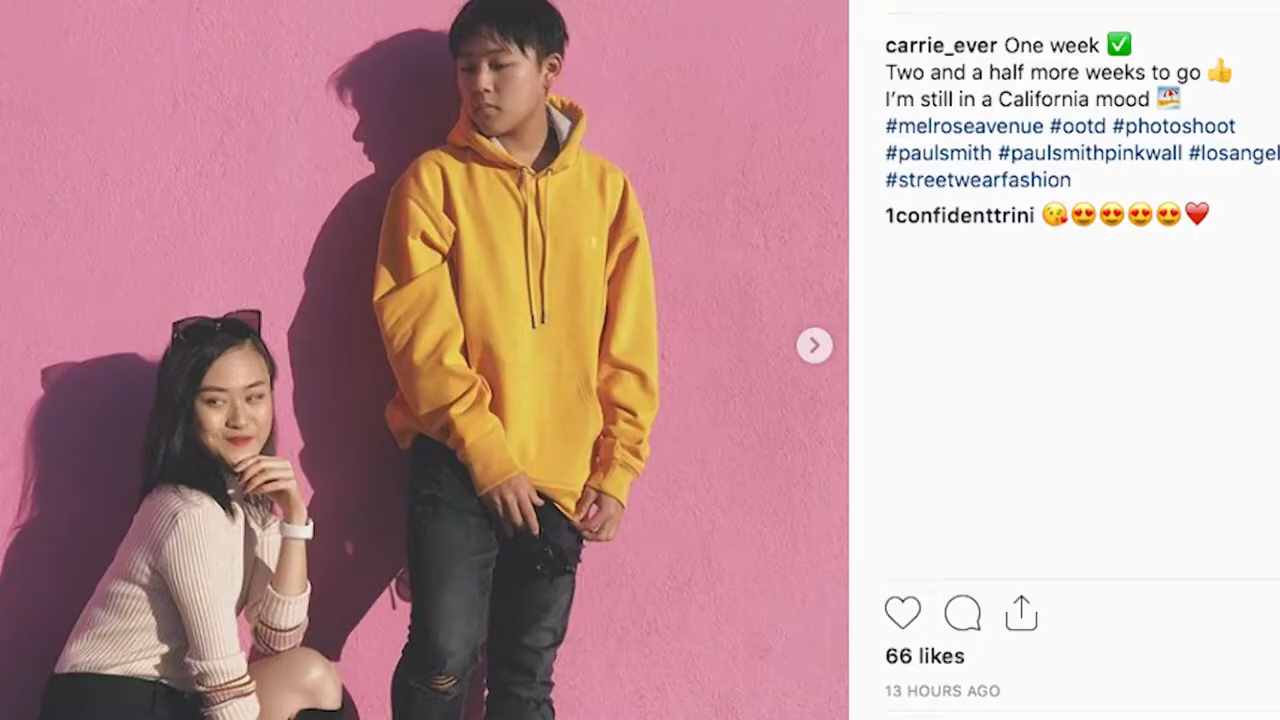 carrie_ever One week ✅
Two and a half more weeks to go 👍
I’m still in a California mood 🏖
#melroseavenue #ootd #photoshoot
#paulsmith #paulsmithpinkwall #losangel
#streetwearfashion
1confidenttrini 😘😍😍😍😍❤️
66 likes
13 HOURS AGO